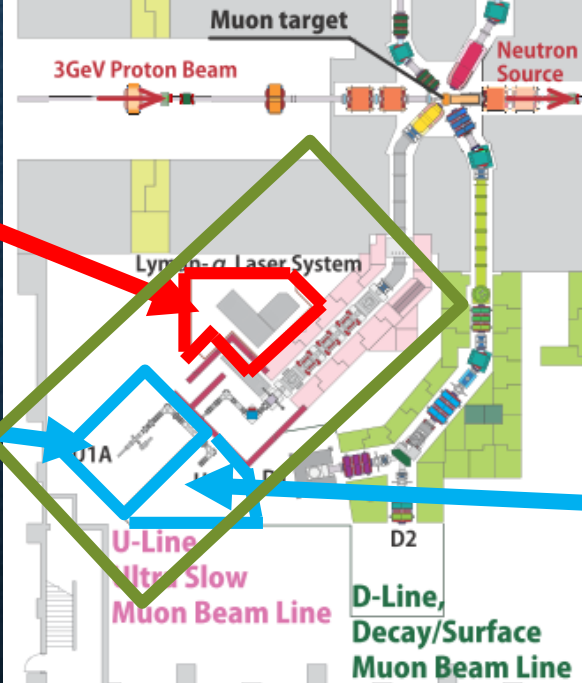 Muon target
3GeV Proton Beam
Neutron
Source
Lyman-α Laser System
U1A
D2
U-Line
Ultra Slow
Muon Beam Line
D-Line,
Decay/Surface
Muon Beam Line